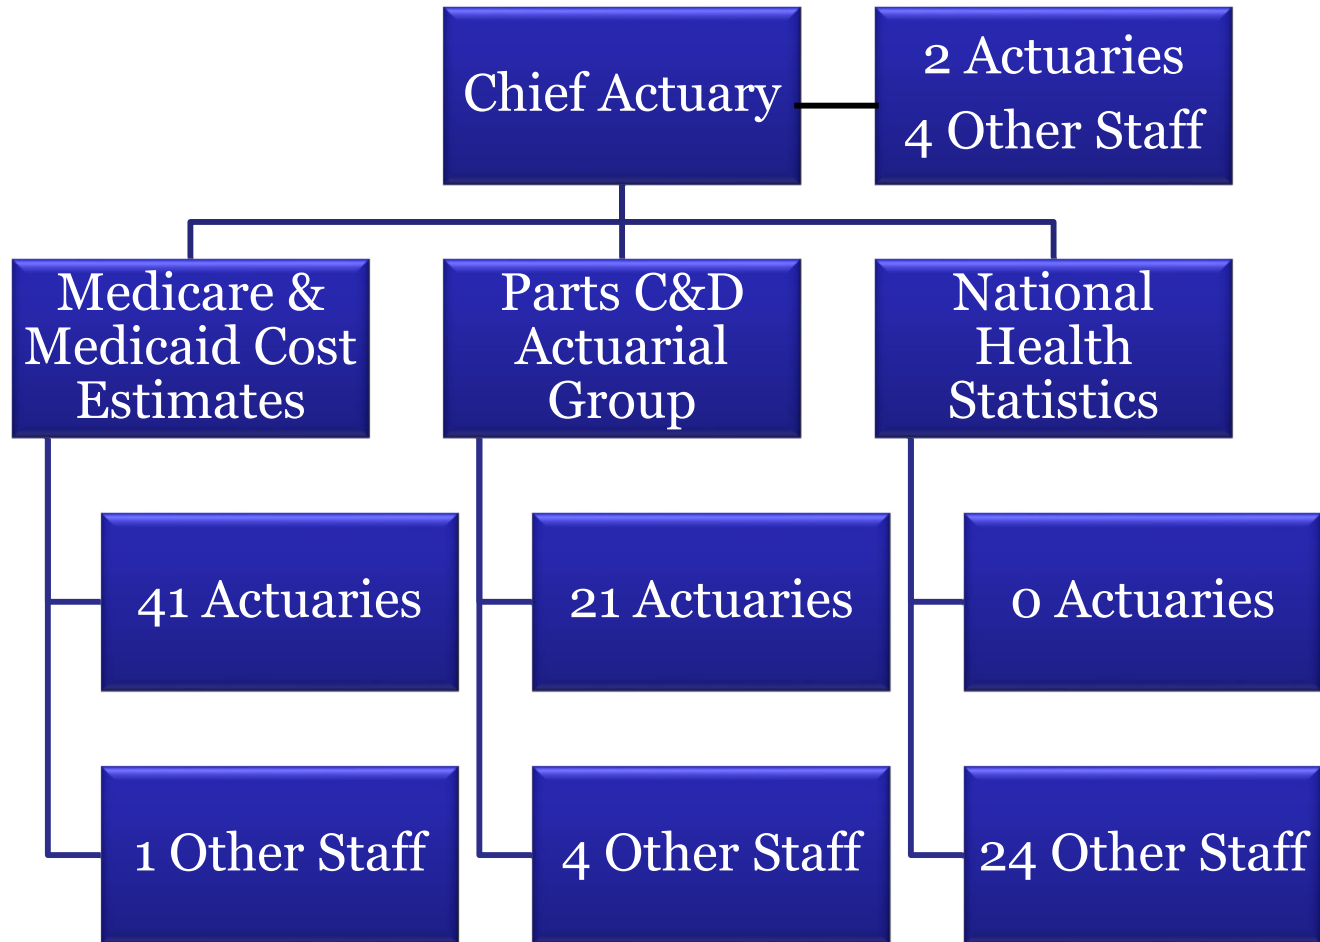 Chief Actuary
2 Actuaries
4 Other Staff
Medicare &
Medicaid Cost
Estimates
Parts C&D
Actuarial
Group
National
Health
Statistics
41 Actuaries
21 Actuaries
0 Actuaries
1 Other Staff
4 Other Staff
24 Other Staff